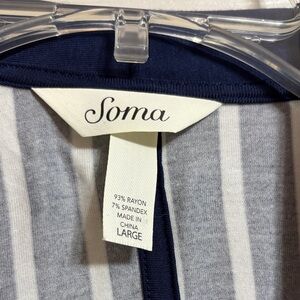 Soma
93% RAYON
7% SPANDEX
MADE IN
CHINA
LARGE